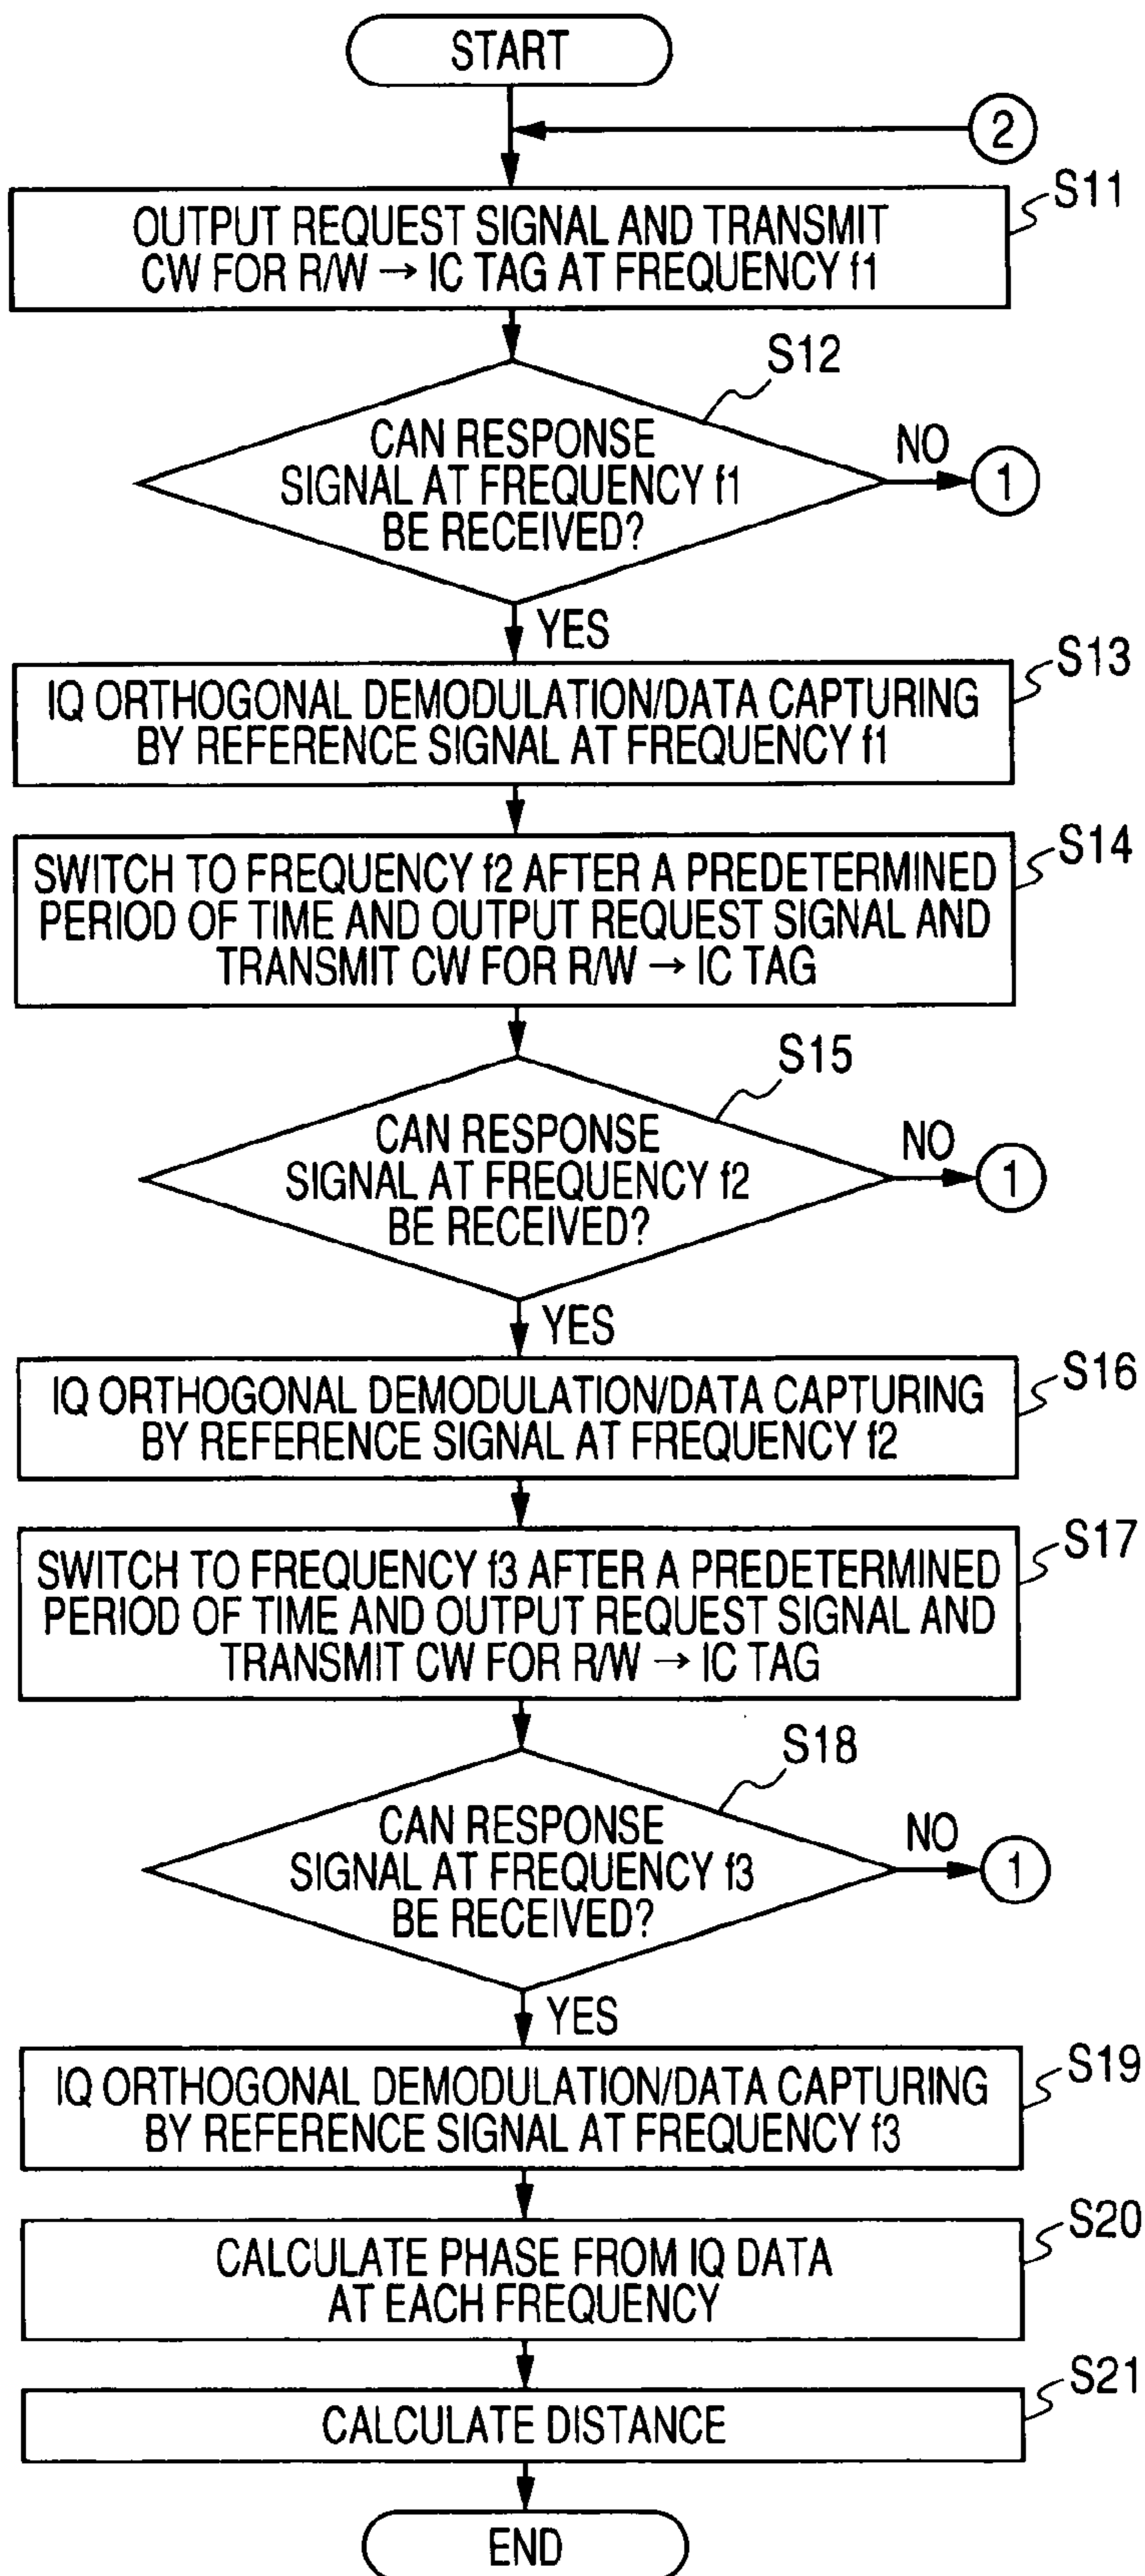 START
2
S11
OUTPUT REQUEST SIGNAL AND TRANSMIT
CW FOR R/W → IC TAG AT FREQUENCY f1
S12
CAN RESPONSE
SIGNAL AT FREQUENCY f1
BE RECEIVED?
NO
1
YES
S13
IQ ORTHOGONAL DEMODULATION/DATA CAPTURING
BY REFERENCE SIGNAL AT FREQUENCY f1
S14
SWITCH TO FREQUENCY f2 AFTER A PREDETERMINED
PERIOD OF TIME AND OUTPUT REQUEST SIGNAL AND
TRANSMIT CW FOR R/W → IC TAG
S15
CAN RESPONSE
SIGNAL AT FREQUENCY f2
BE RECEIVED?
NO
1
YES
S16
IQ ORTHOGONAL DEMODULATION/DATA CAPTURING
BY REFERENCE SIGNAL AT FREQUENCY f2
S17
SWITCH TO FREQUENCY f3 AFTER A PREDETERMINED
PERIOD OF TIME AND OUTPUT REQUEST SIGNAL AND
TRANSMIT CW FOR R/W → IC TAG
S18
CAN RESPONSE
SIGNAL AT FREQUENCY f3
BE RECEIVED?
NO
1
YES
S19
IQ ORTHOGONAL DEMODULATION/DATA CAPTURING
BY REFERENCE SIGNAL AT FREQUENCY f3
S20
CALCULATE PHASE FROM IQ DATA
AT EACH FREQUENCY
S21
CALCULATE DISTANCE
END